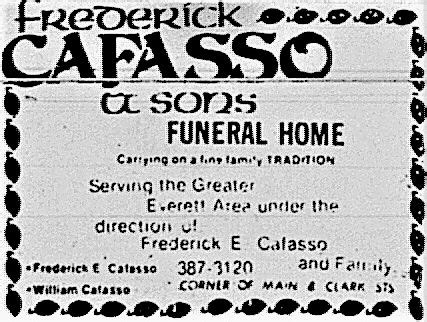 FREDERICK
CAFASSO
& SONS
FUNERAL HOME
Carrying on a fine family TRADITION
Serving the Greater
Everett Area under the
direction of
Frederick E. Cafasso
and Family
•Frederick E. Cafasso 387-3120
•William Cafasso CORNER OF MAIN & CLARK STS